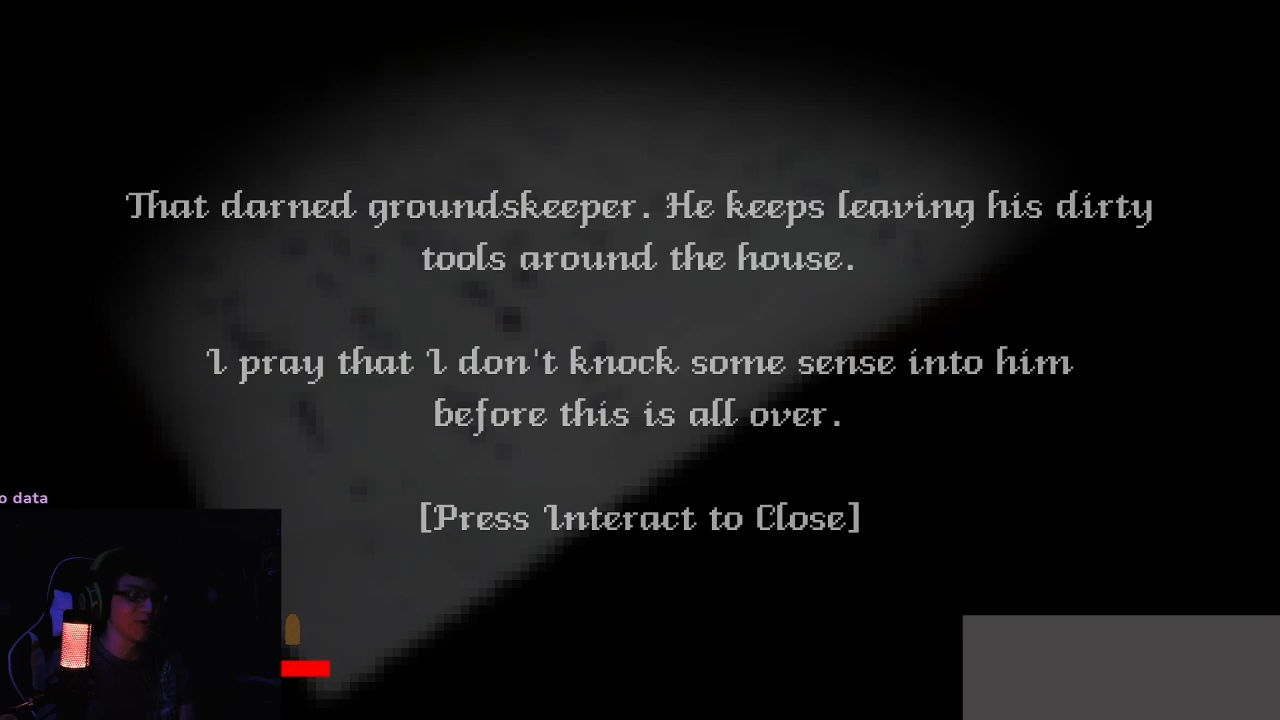 That darned groundskeeper. He keeps leaving his dirty
tools around the house.
I pray that I don't knock some sense into him
before this is all over.
[Press Interact to Close]
o data